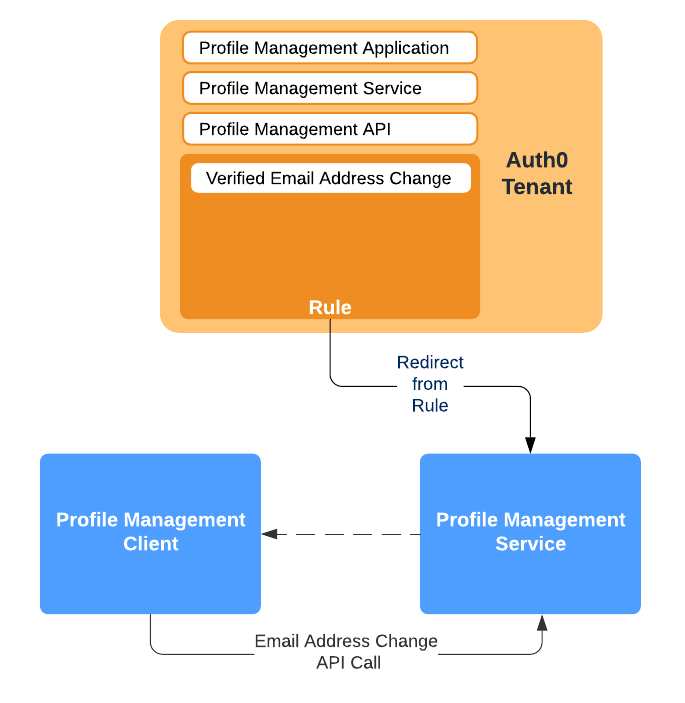 Profile Management Application
Profile Management Service
Profile Management API
Auth0
Tenant
Verified Email Address Change
Rule
Redirect
from
Rule
Profile Management
Client
Profile Management
Service
Email Address Change
API Call